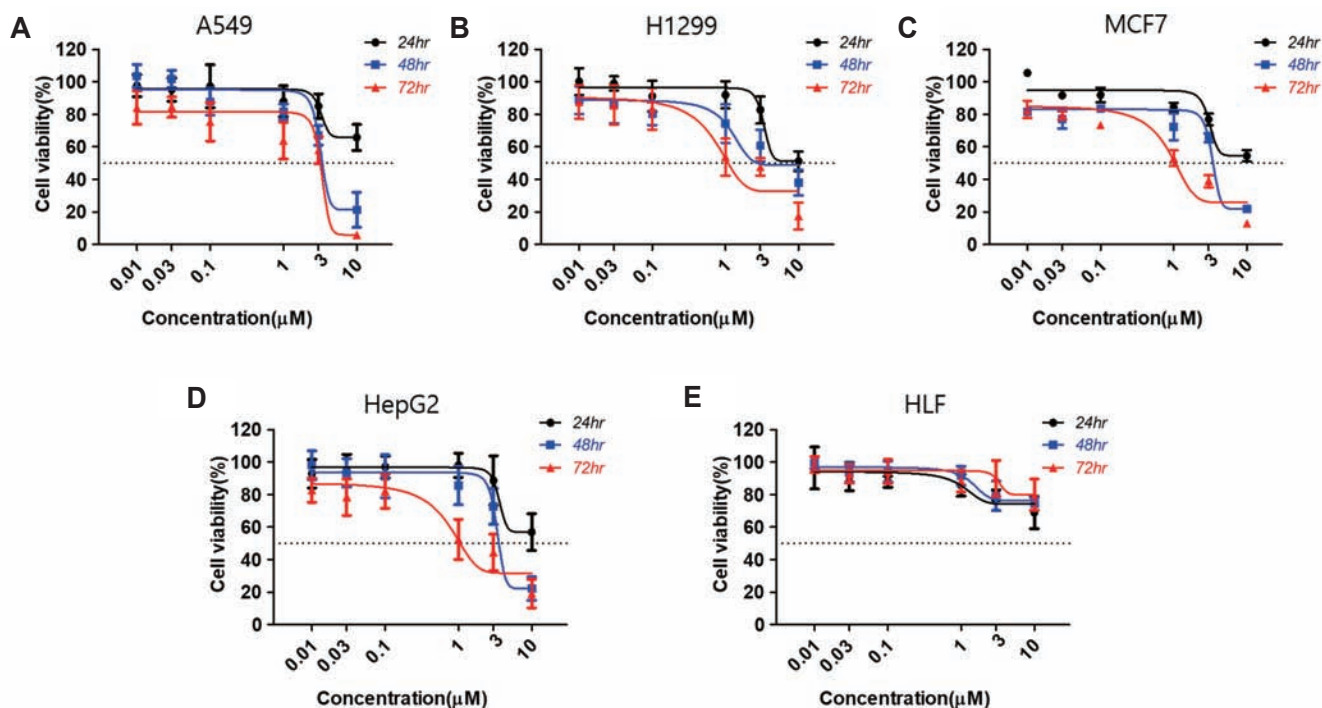 A
A549
24hr
48hr
72hr
120
100
80
60
40
20
0
Cell viability(%)
0.01
0.03
0.1
1
3
10
Concentration(μM)
B
H1299
24hr
48hr
72hr
120
100
80
60
40
20
0
Cell viability(%)
0.01
0.03
0.1
1
3
10
Concentration(μM)
C
MCF7
24hr
48hr
72hr
120
100
80
60
40
20
0
Cell viability(%)
0.01
0.03
0.1
1
3
10
Concentration(μM)
D
HepG2
24hr
48hr
72hr
120
100
80
60
40
20
0
Cell viability(%)
0.01
0.03
0.1
1
3
10
Concentration(μM)
E
HLF
24hr
48hr
72hr
120
100
80
60
40
20
0
Cell viability(%)
0.01
0.03
0.1
1
3
10
Concentration(μM)